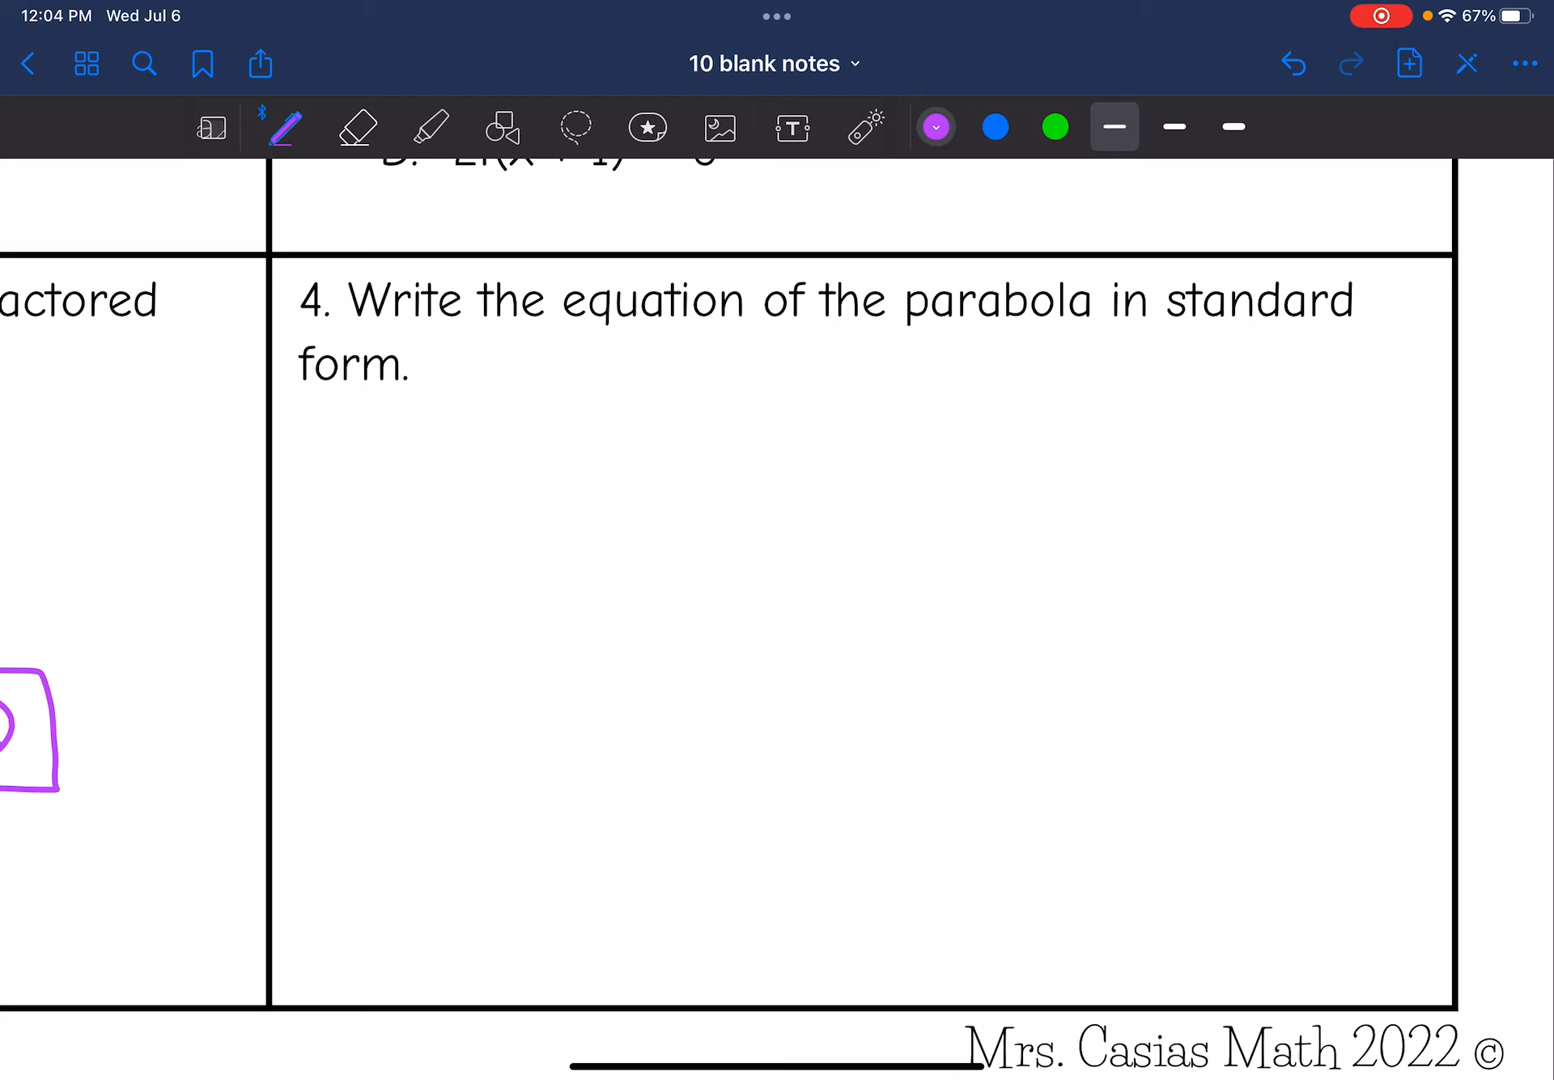 12:04 PM Wed Jul 6
67%
10 blank notes
T
actored
4. Write the equation of the parabola in standard
form.
Mrs. Casias Math 2022 ©